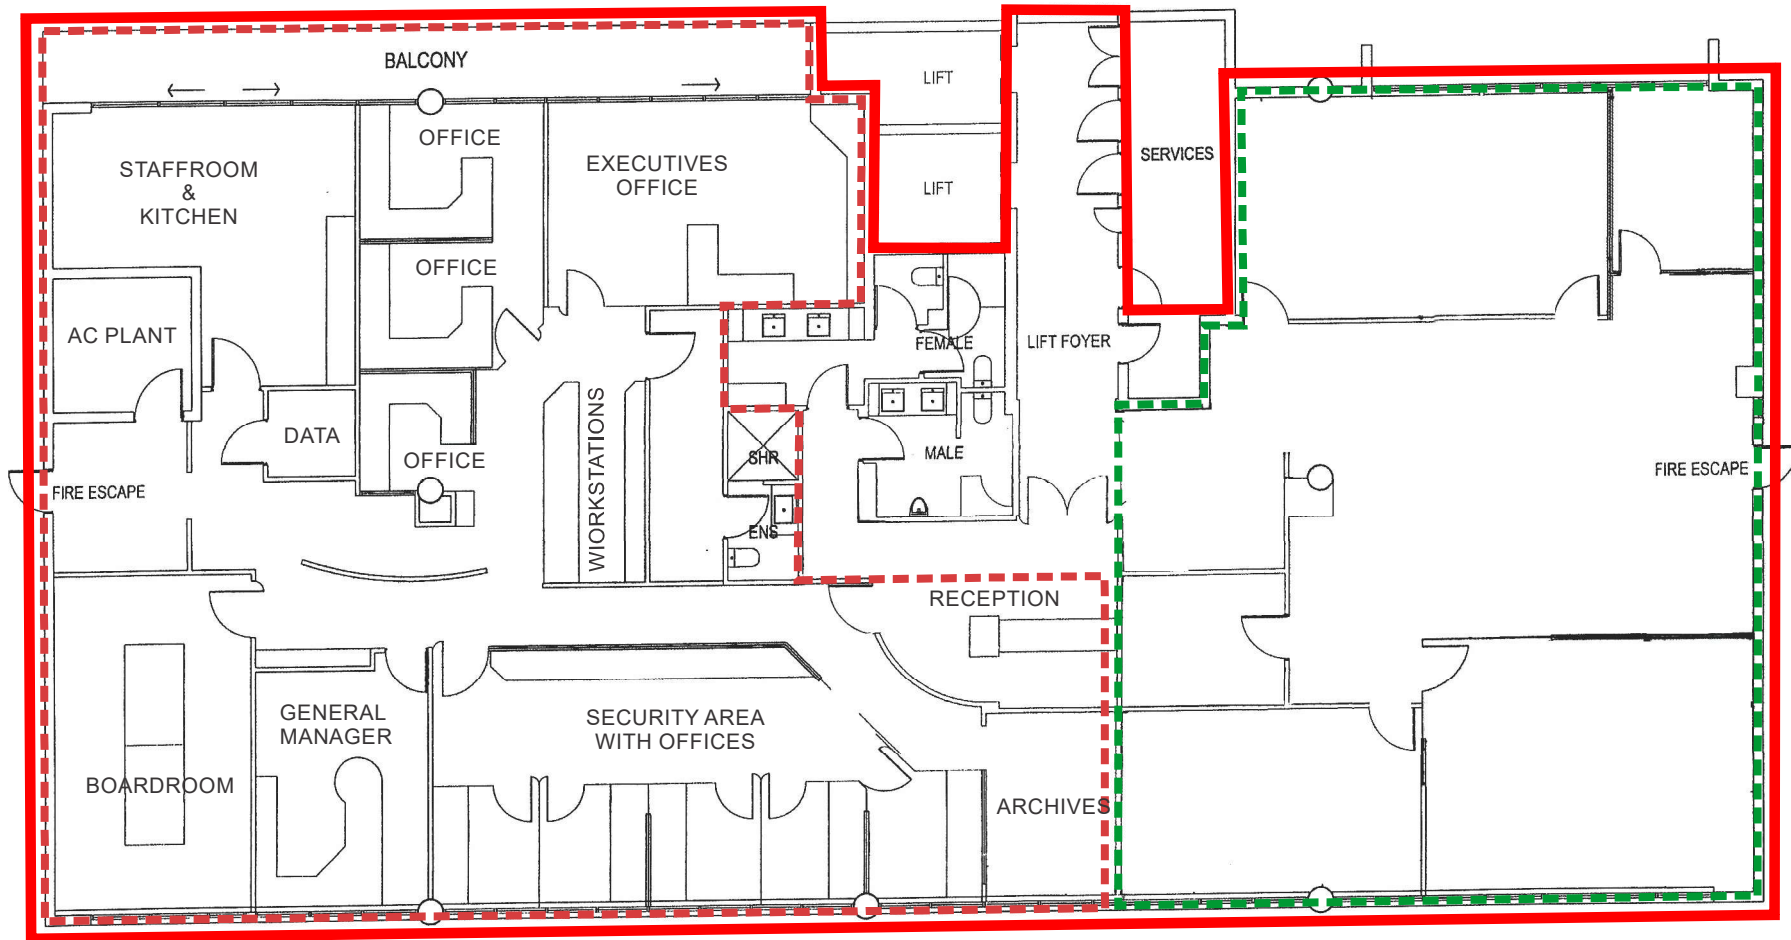 BALCONY
LIFT
OFFICE
STAFFROOM
&
KITCHEN
EXECUTIVES
OFFICE
SERVICES
LIFT
OFFICE
AC PLANT
FEMALE
LIFT FOYER
WIORKSTATIONS
DATA
OFFICE
SHR
MALE
FIRE ESCAPE
FIRE ESCAPE
ENS
RECEPTION
GENERAL
MANAGER
SECURITY AREA
WITH OFFICES
BOARDROOM
ARCHIVES